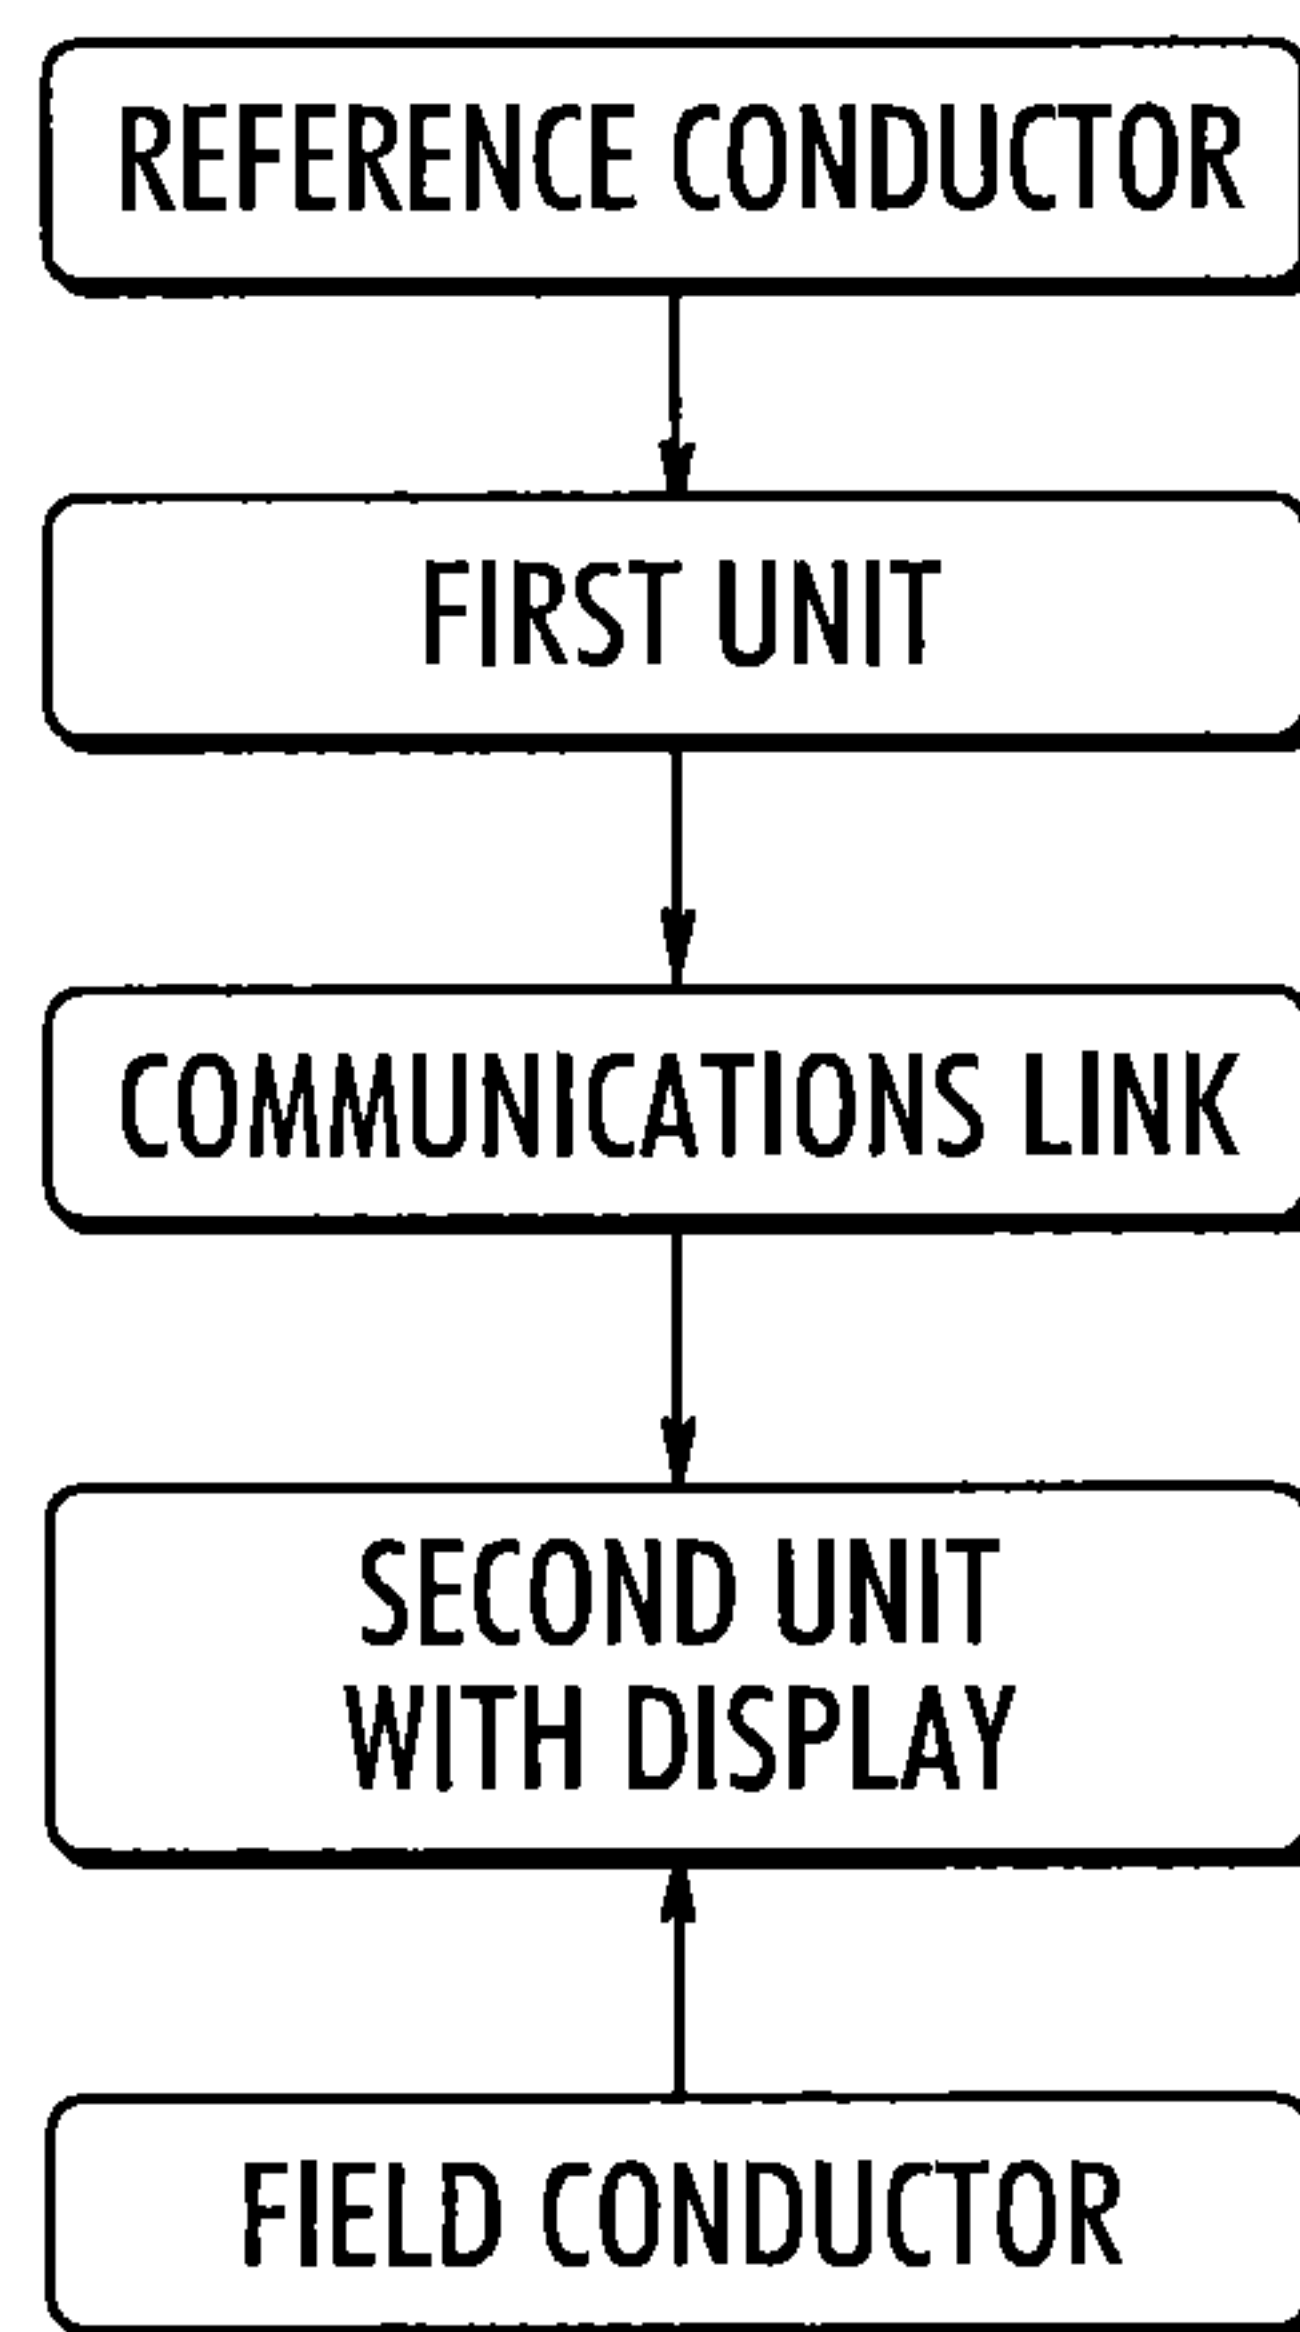 REFERENCE CONDUCTOR
FIRST UNIT
COMMUNICATIONS LINK
SECOND UNIT
WITH DISPLAY
FIELD CONDUCTOR